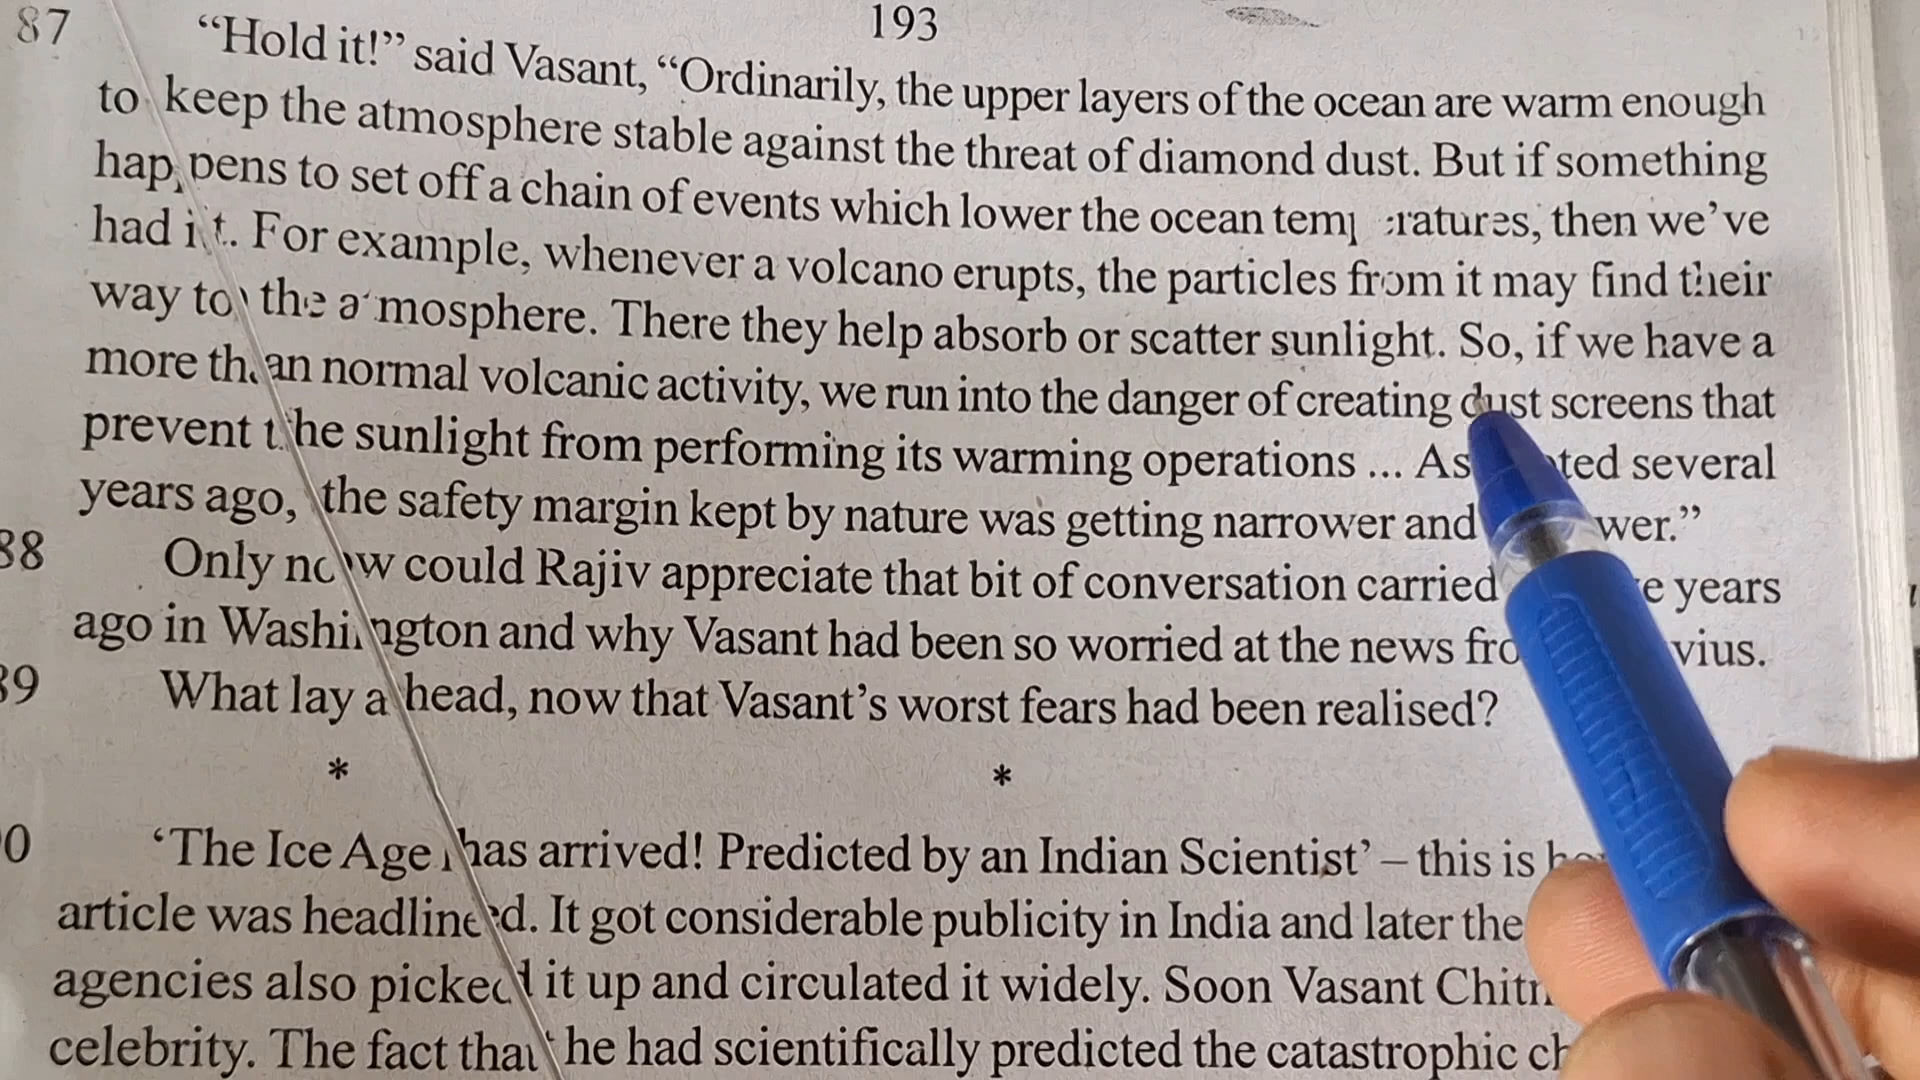 87 193
“Hold it!” said Vasant, “Ordinarily, the upper layers of the ocean are warm enough
to keep the atmosphere stable against the threat of diamond dust. But if something
happens to set off a chain of events which lower the ocean temperatures, then we’ve
had it. For example, whenever a volcano erupts, the particles from it may find their
way to the atmosphere. There they help absorb or scatter sunlight. So, if we have a
more than normal volcanic activity, we run into the danger of creating dust screens that
prevent the sunlight from performing its warming operations ... As several
years ago, the safety margin kept by nature was getting narrower and
88 Only now could Rajiv appreciate that bit of conversation carried years
ago in Washington and why Vasant had been so worried at the news
89 What lay ahead, now that Vasant’s worst fears had been realised?
* *
‘The Ice Age has arrived! Predicted by an Indian Scientist’ – this is
article was headlined. It got considerable publicity in India and later the
agencies also picked it up and circulated it widely. Soon Vasant
celebrity. The fact that he had scientifically predicted the catastrophic